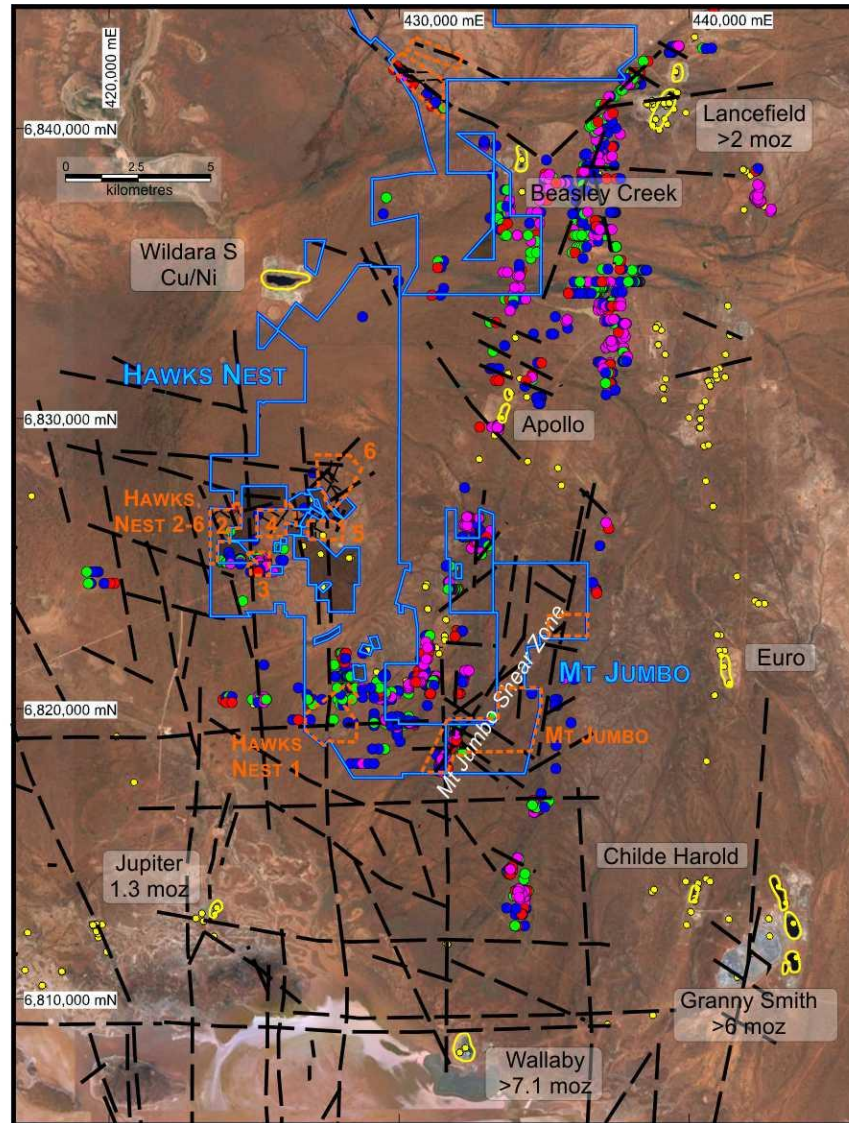 430,000 mE
440,000 mE
420,000 mE
6,840,000 mN
Lancefield
>2 moz
0 2.5 5
kilometres
Beasley Creek
Wildara S
Cu/Ni
HAWKS NEST
6,830,000 mN
Apollo
6
HAWKS
NEST 2-6
2
4
5
3
Mt Jumbo Shear Zone
Euro
MT JUMBO
6,820,000 mN
HAWKS
NEST 1
MT JUMBO
Childe Harold
Jupiter
1.3 moz
6,810,000 mN
Granny Smith
>6 moz
Wallaby
>7.1 moz